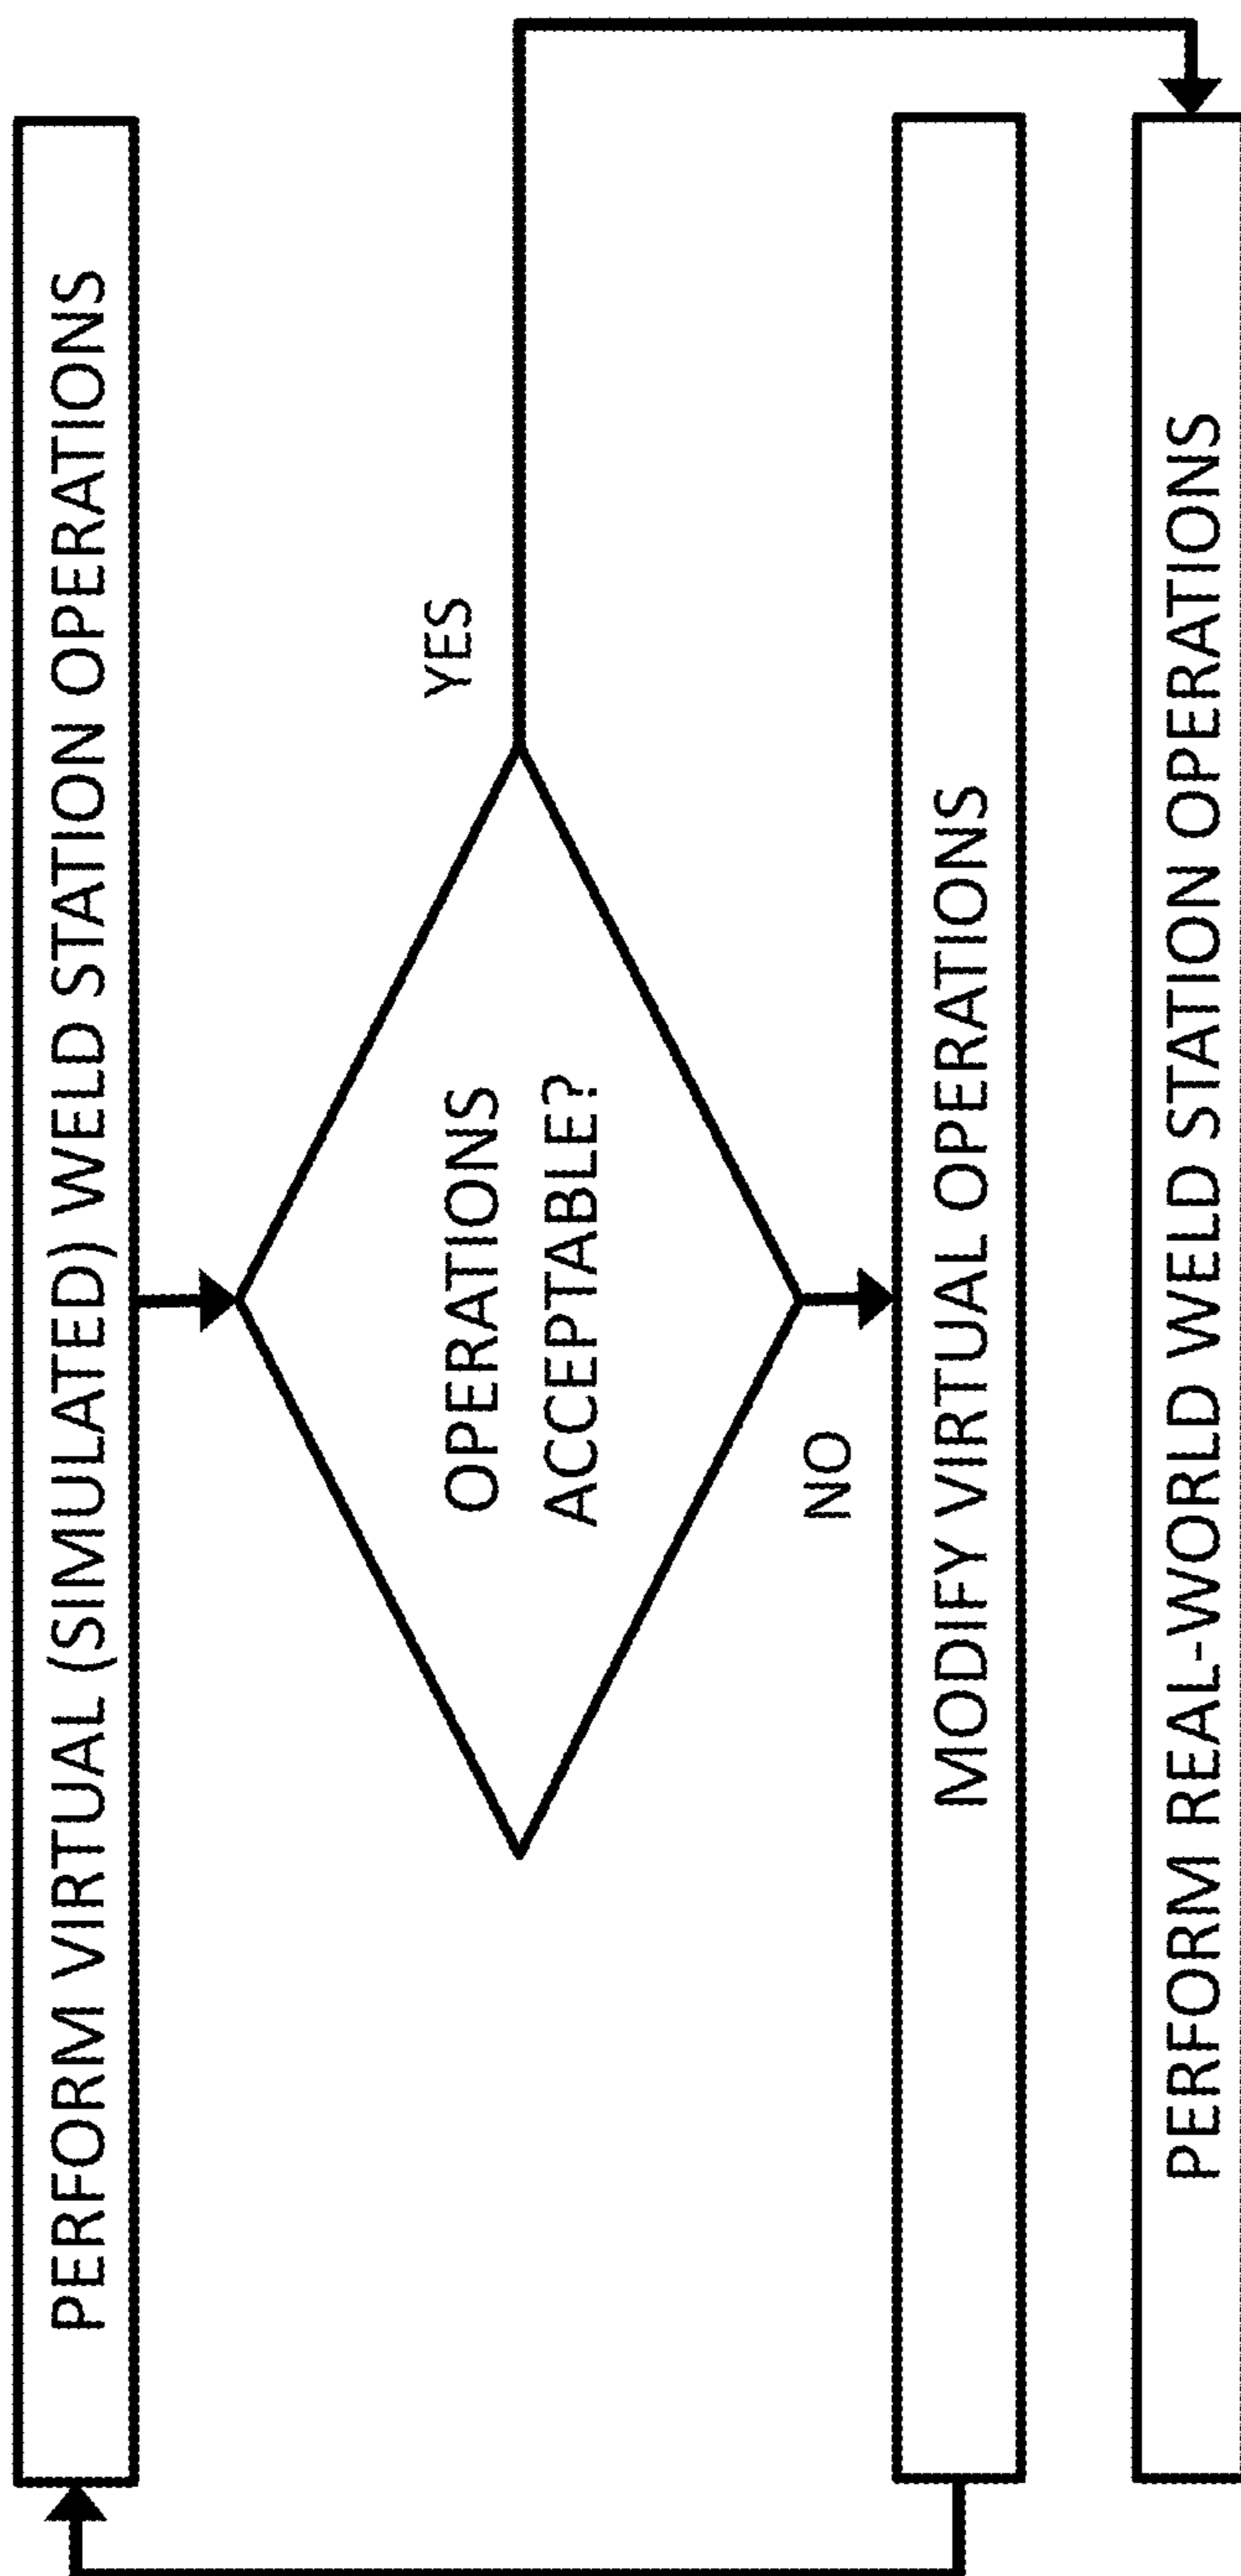 PERFORM VIRTUAL (SIMULATED) WELD STATION OPERATIONS
OPERATIONS
ACCEPTABLE?
YES
NO
MODIFY VIRTUAL OPERATIONS
PERFORM REAL-WORLD WELD STATION OPERATIONS